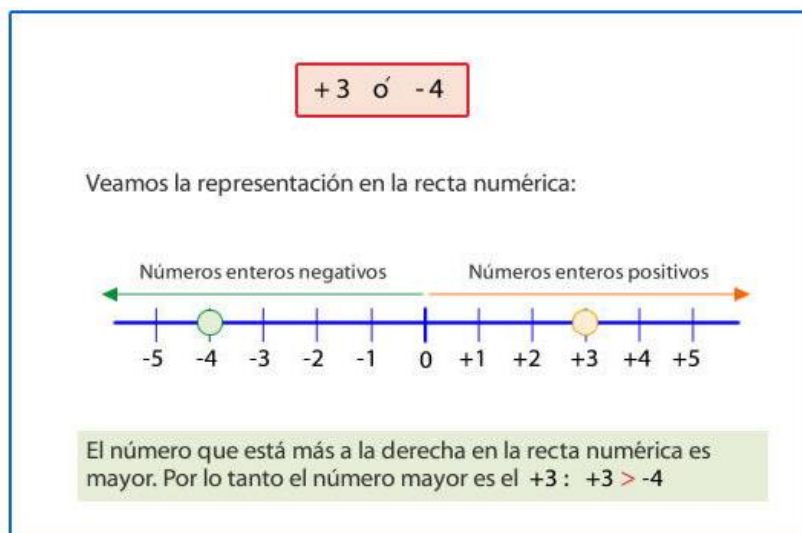 + 3 ó - 4
Veamos la representación en la recta numérica:
Números enteros negativos Números enteros positivos
-5 -4 -3 -2 -1 0 +1 +2 +3 +4 +5
El número que está más a la derecha en la recta numérica es
mayor. Por lo tanto el número mayor es el +3 : +3 > -4